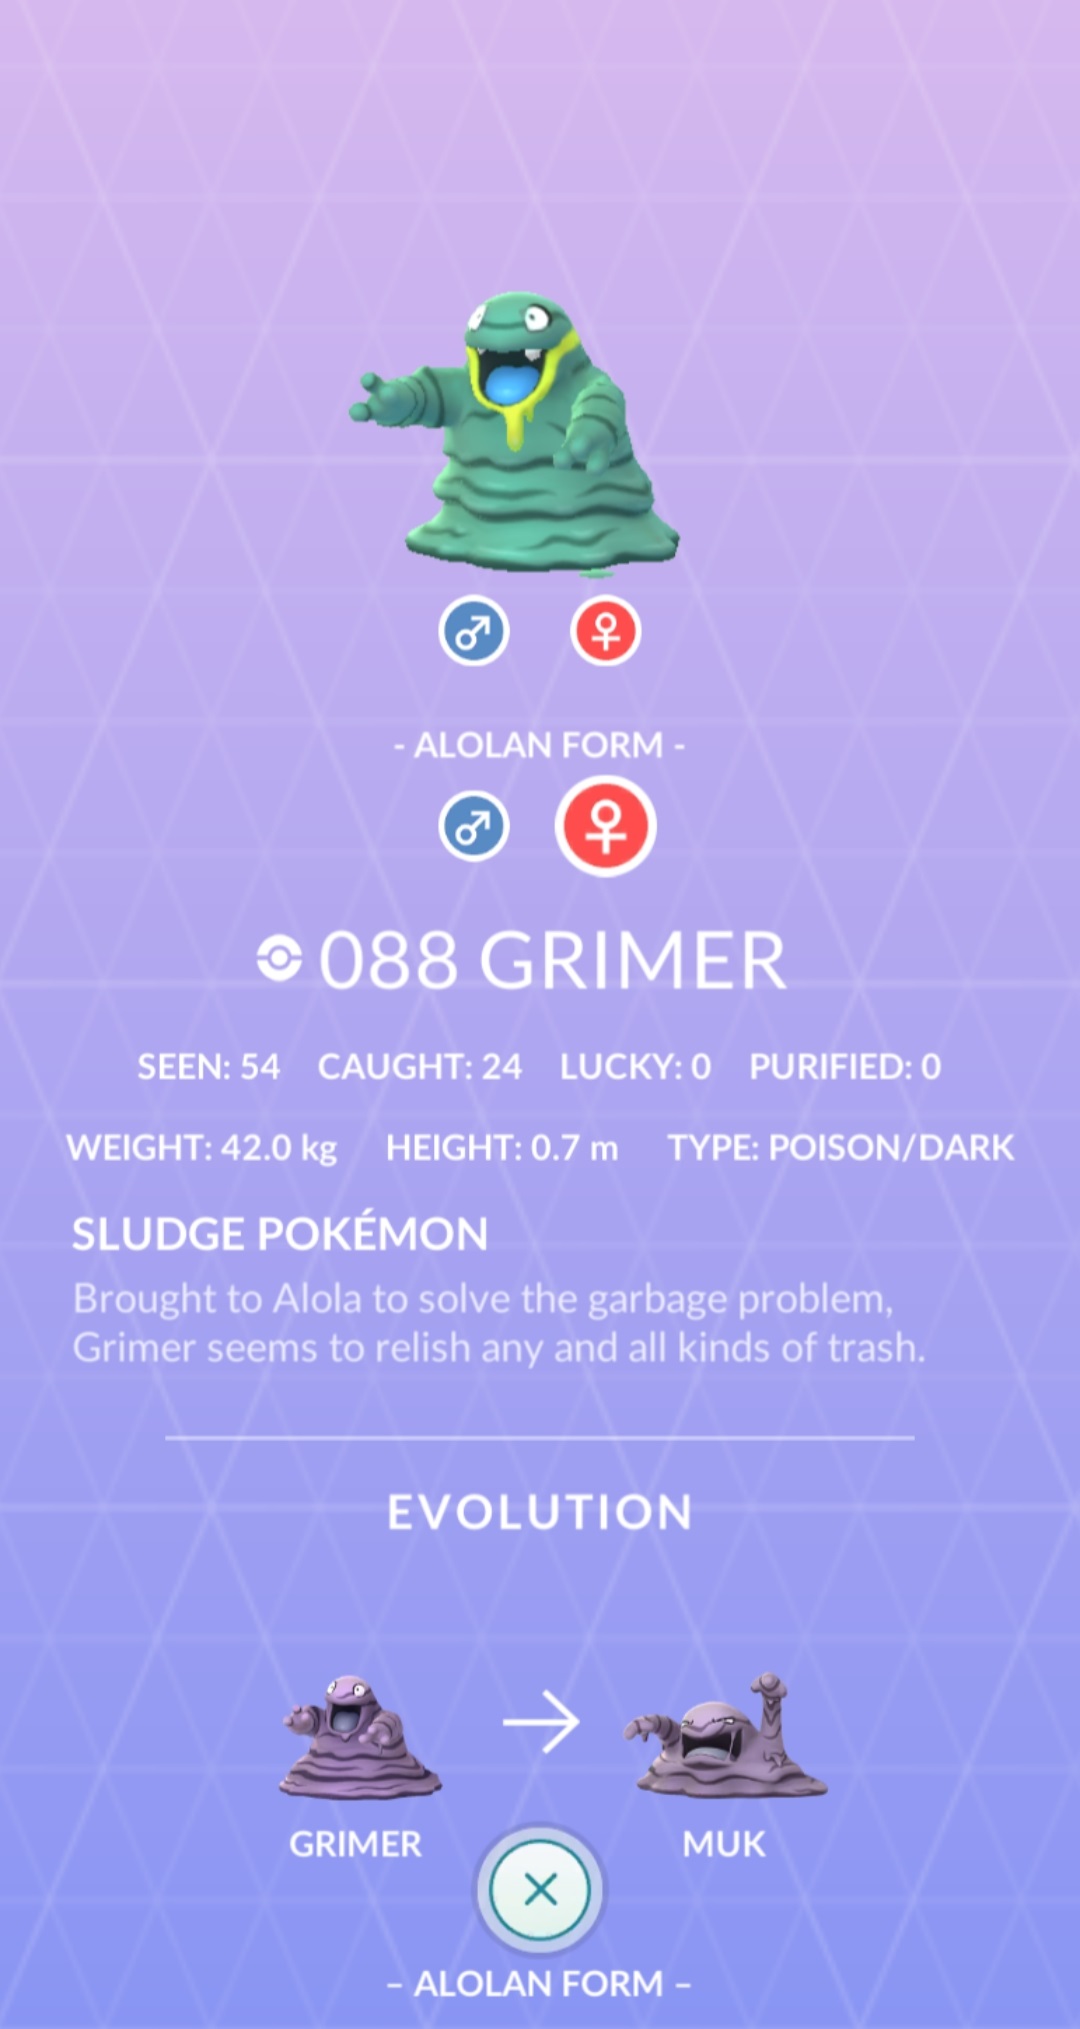 - ALOLAN FORM -
088 GRIMER
SEEN: 54 CAUGHT: 24 LUCKY: 0 PURIFIED: 0
WEIGHT: 42.0 kg HEIGHT: 0.7 m TYPE: POISON/DARK
SLUDGE POKÉMON
Brought to Alola to solve the garbage problem,
Grimer seems to relish any and all kinds of trash.
EVOLUTION
GRIMER MUK
- ALOLAN FORM -